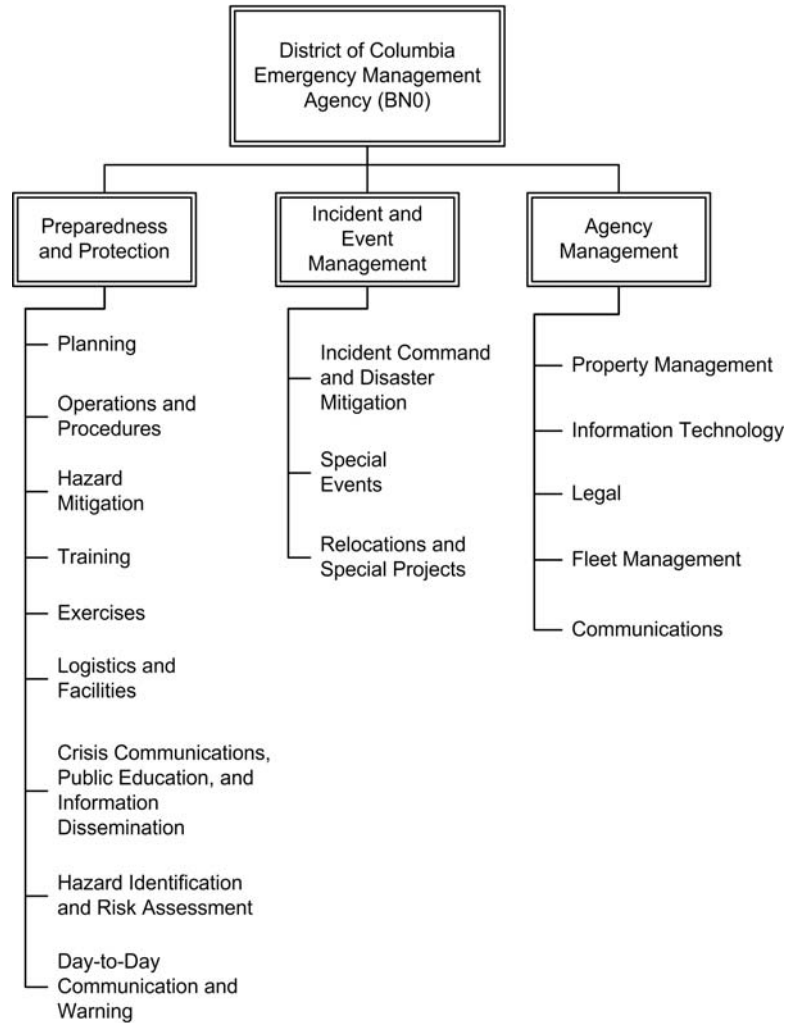 District of Columbia
Emergency Management
Agency (BN0)
Preparedness
and Protection
Incident and
Event
Management
Agency
Management
Planning
Operations and
Procedures
Hazard
Mitigation
Training
Exercises
Logistics and
Facilities
Crisis Communications,
Public Education, and
Information
Dissemination
Hazard Identification
and Risk Assessment
Day-to-Day
Communication and
Warning
Incident Command
and Disaster
Mitigation
Special
Events
Relocations and
Special Projects
Property Management
Information Technology
Legal
Fleet Management
Communications